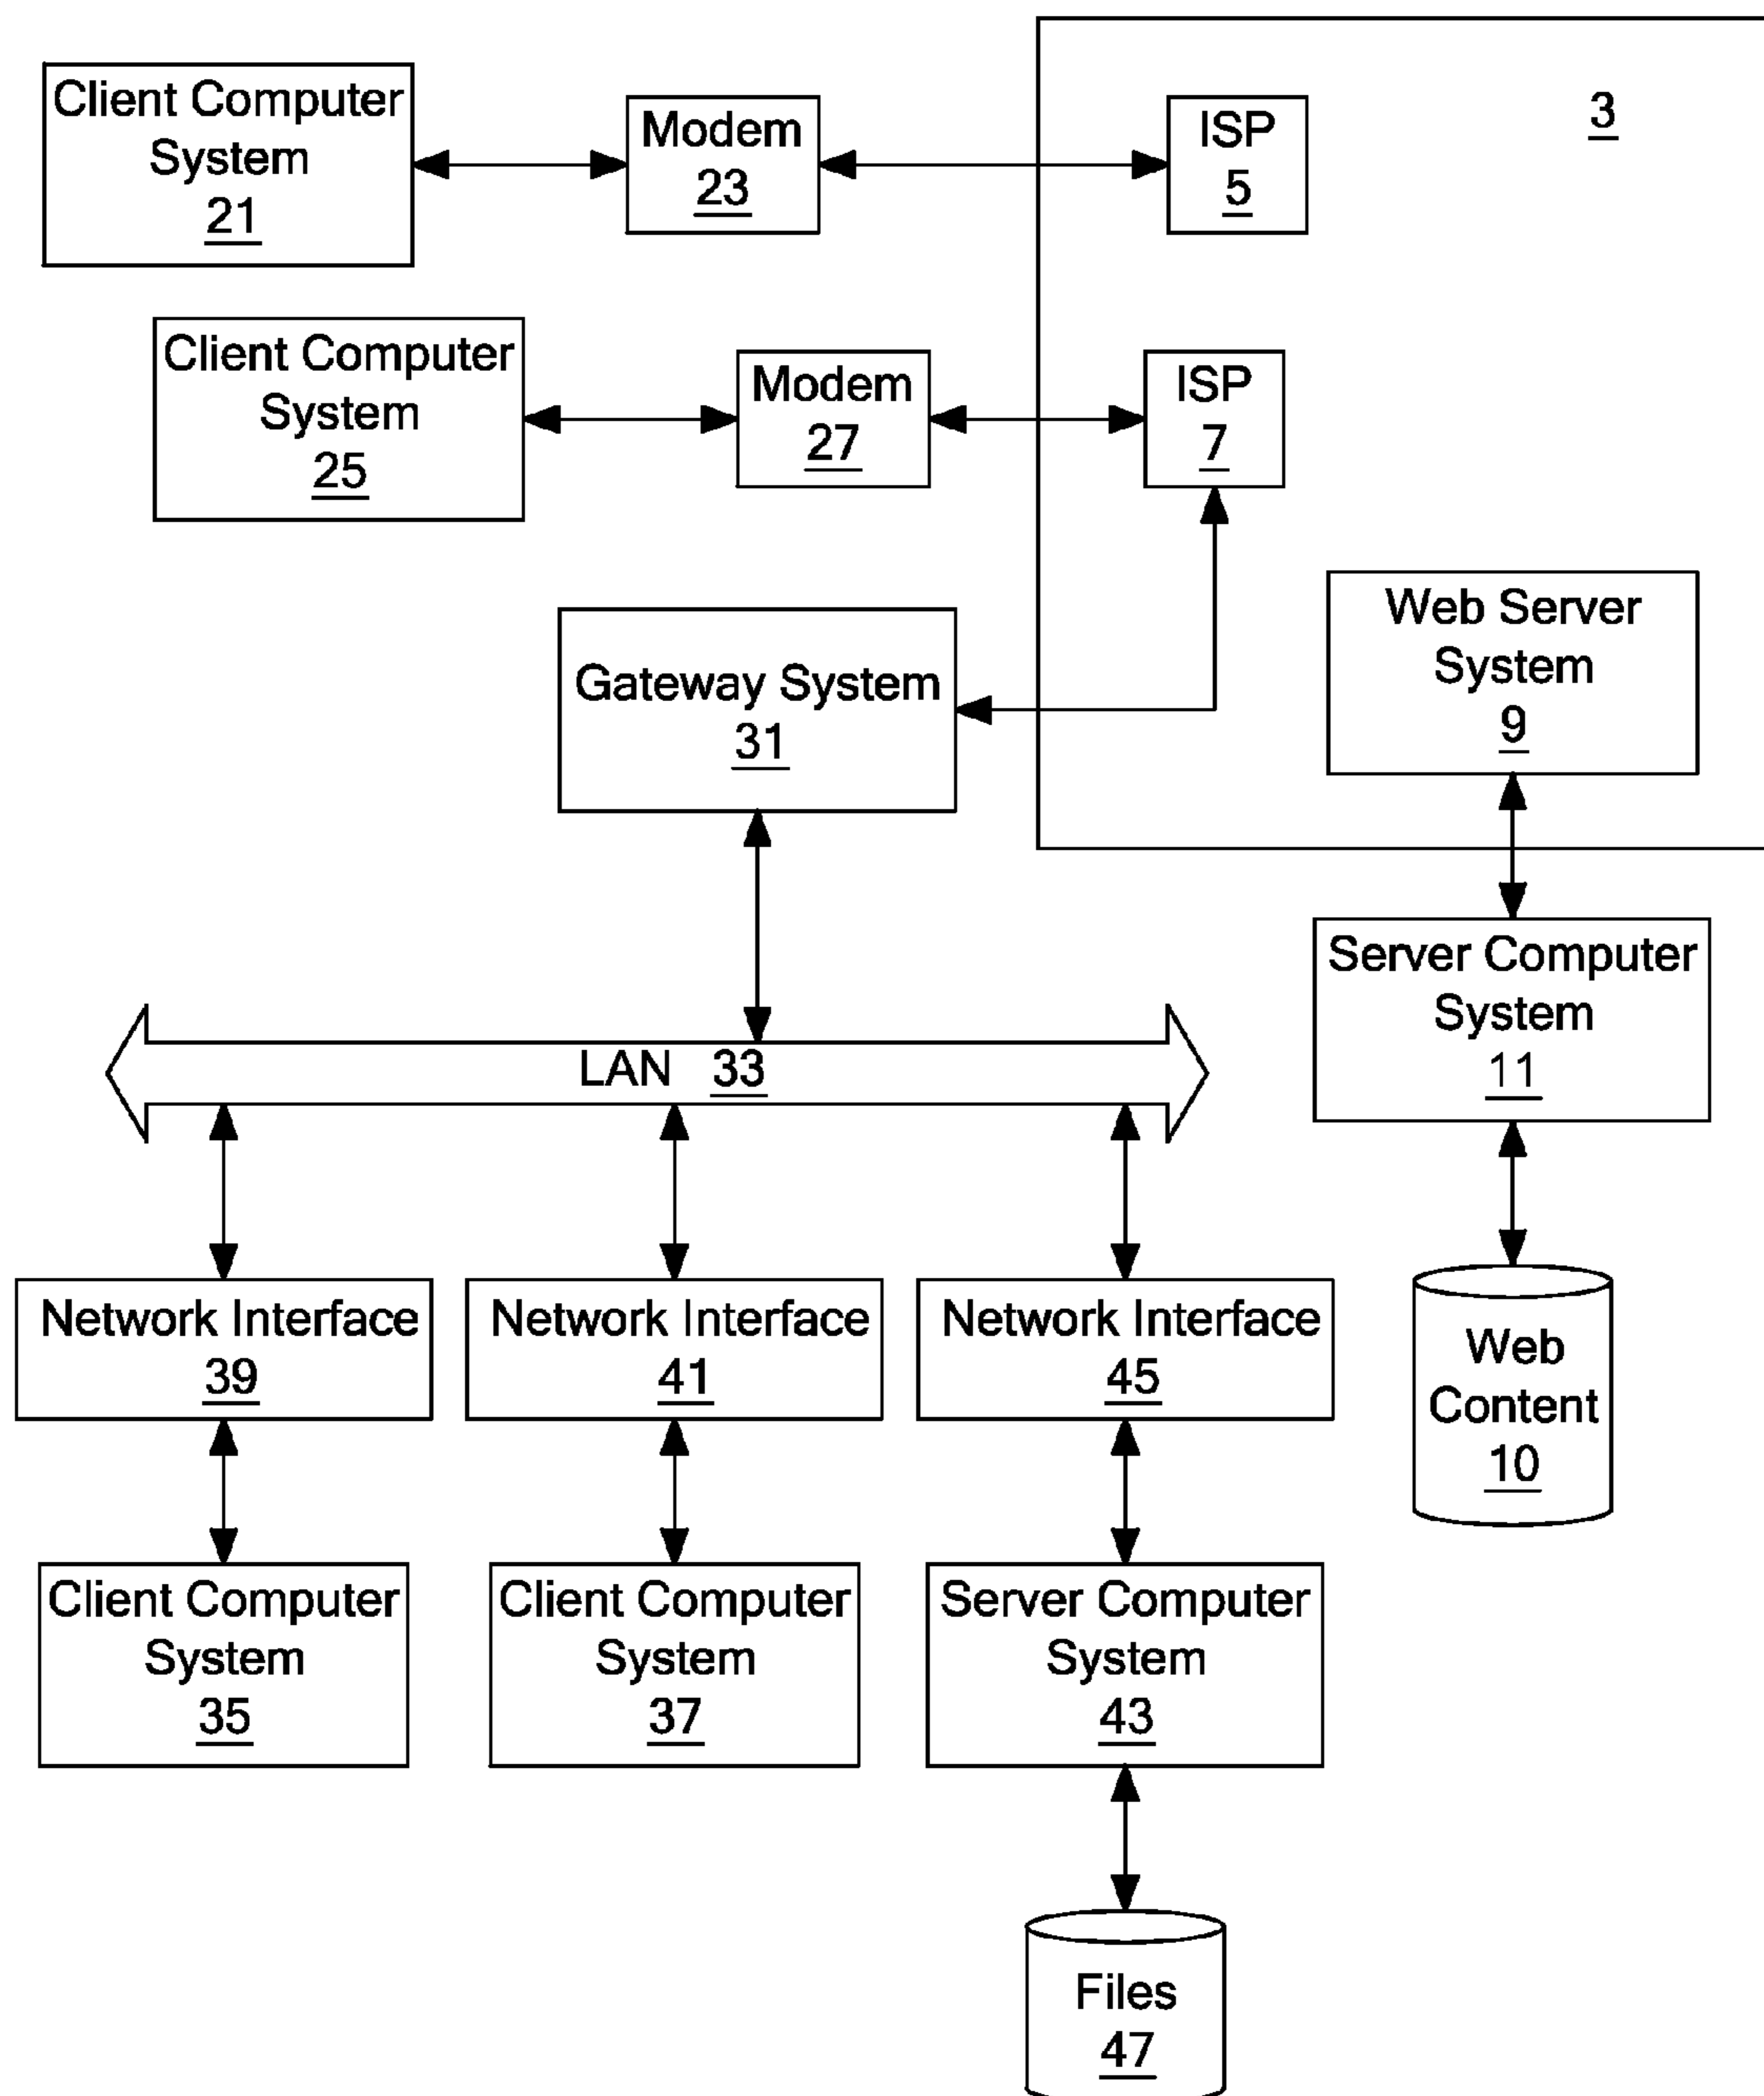 Client Computer
System
21
Modem
23
ISP
5
3
Client Computer
System
25
Modem
27
ISP
7
Gateway System
31
Web Server
System
9
Server Computer
System
11
LAN 33
Network Interface
39
Network Interface
41
Network Interface
45
Web
Content
10
Client Computer
System
35
Client Computer
System
37
Server Computer
System
43
Files
47